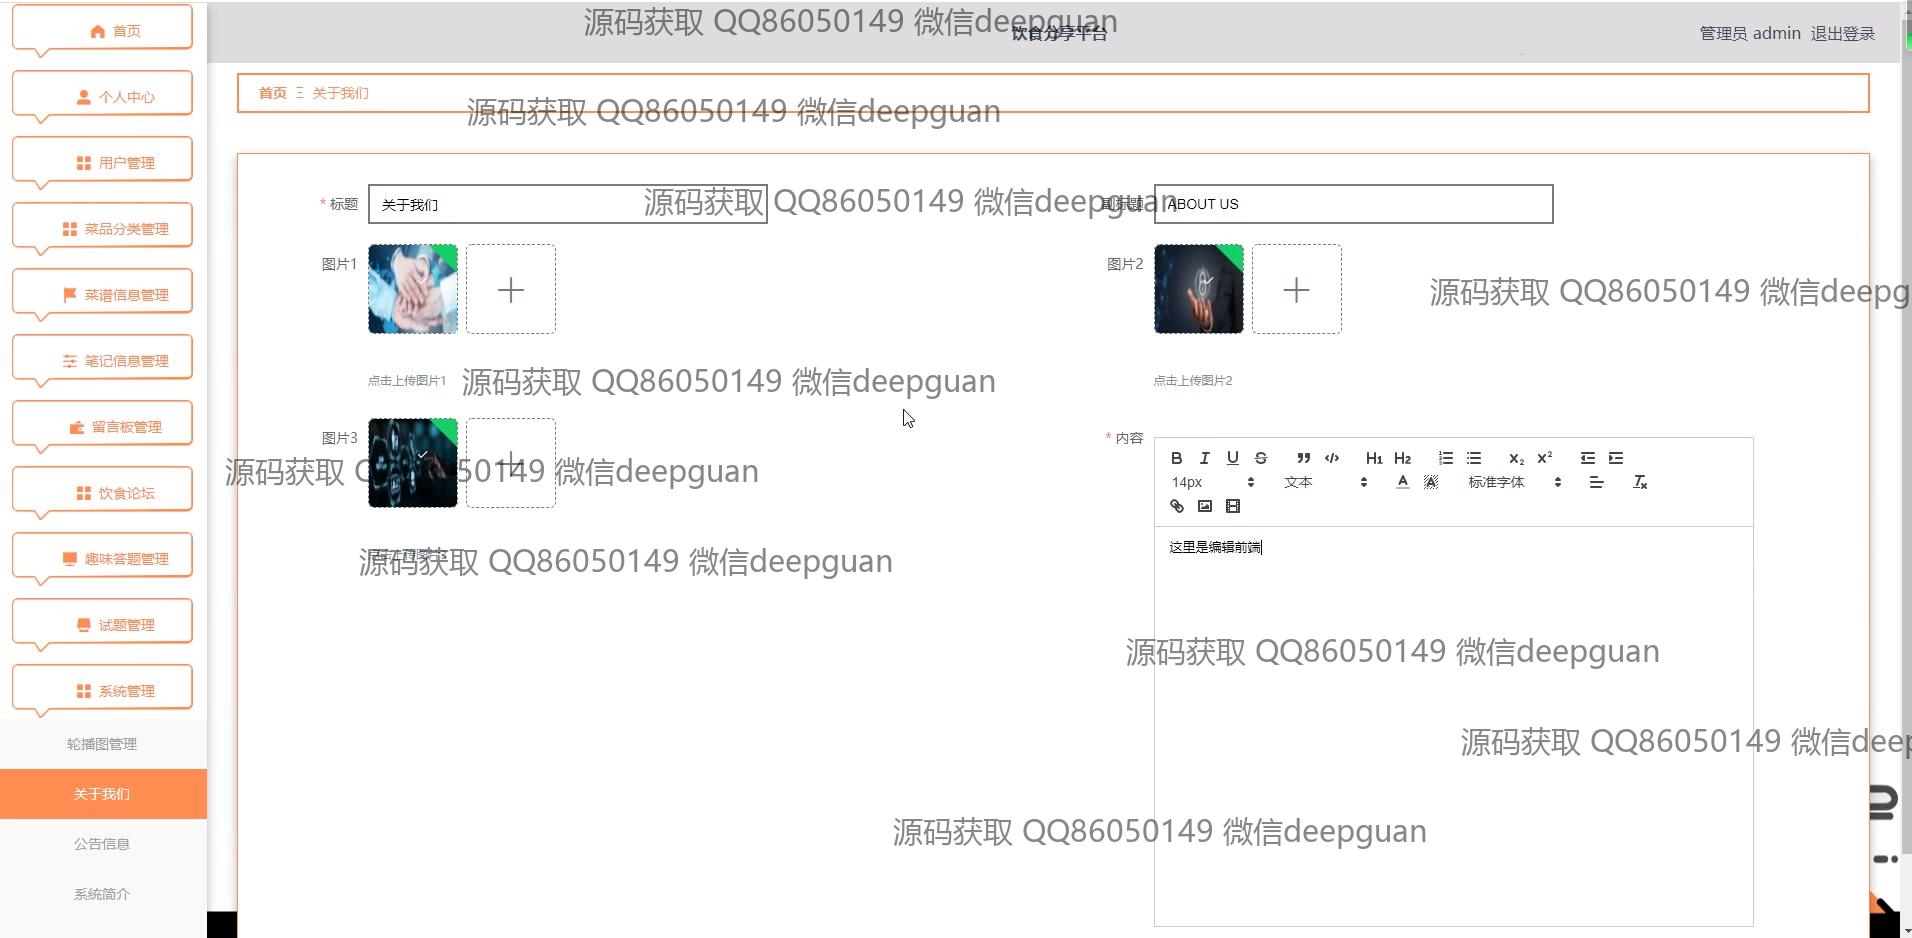 首页
个人中心
用户管理
菜品分类管理
菜谱信息管理
笔记信息管理
留言板管理
饮食论坛
趣味答题管理
试题管理
系统管理
轮播图管理
关于我们
公告信息
系统简介
源码获取 QQ86050149 微信deepguan
饮食分享平台
管理员 admin 退出登录
首页 关于我们
源码获取 QQ86050149 微信deepguan
* 标题 关于我们
源码获取 QQ86050149 微信deepguan
副标题 ABOUT US
图片1
图片2
源码获取 QQ86050149 微信deepg
点击上传图片1
源码获取 QQ86050149 微信deepguan
点击上传图片2
图片3
* 内容
B I U S ” </> H1 H2 X2 X2
14px 文本 A A 标准字体 Tx
源码获取 QQ86050149 微信deepguan
这里是编辑前端
点击上传图片3
源码获取 QQ86050149 微信deepguan
源码获取 QQ86050149 微信deepguan
源码获取 QQ86050149 微信deep
源码获取 QQ86050149 微信deepguan